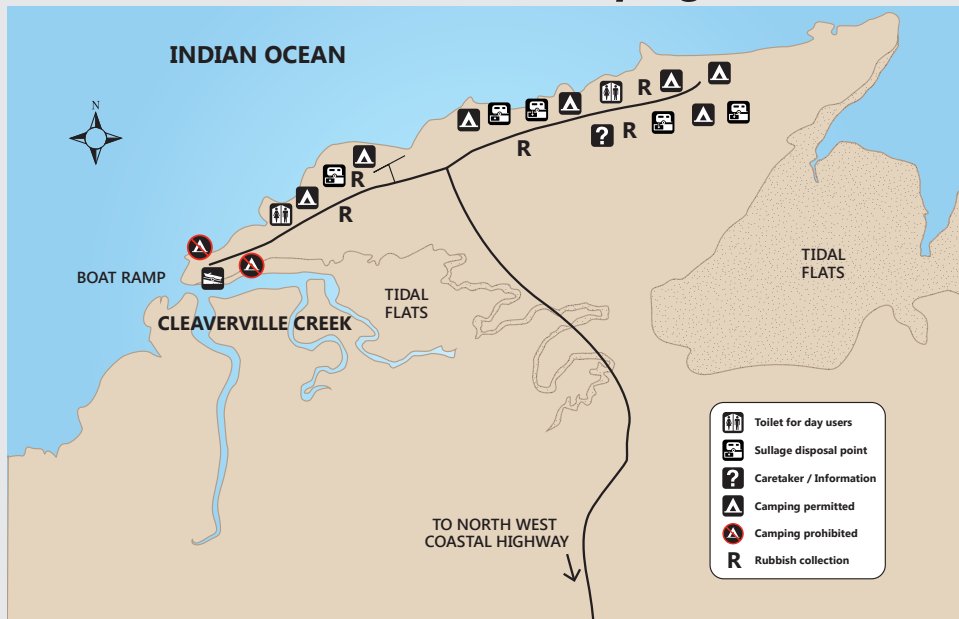 INDIAN OCEAN
N
R
R
R
R
R
BOAT RAMP
TIDAL
FLATS
TIDAL
FLATS
CLEAVERVILLE CREEK
Toilet for day users
Sullage disposal point
? Caretaker / Information
Camping permitted
Camping prohibited
R Rubbish collection
TO NORTH WEST
COASTAL HIGHWAY
?